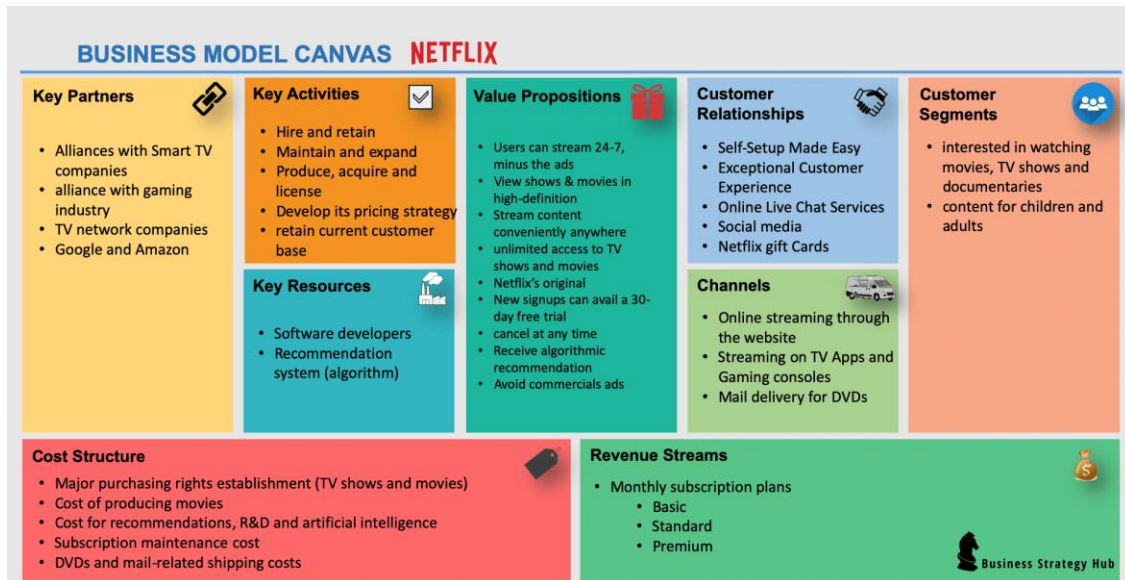 BUSINESS MODEL CANVAS NETFLIX
Key Partners
• Alliances with Smart TV
companies
• alliance with gaming
industry
• TV network companies
• Google and Amazon
Key Activities
• Hire and retain
• Maintain and expand
• Produce, acquire and
license
• Develop its pricing strategy
• retain current customer
base
Key Resources
• Software developers
• Recommendation
system (algorithm)
Value Propositions
• Users can stream 24-7,
minus the ads
• View shows & movies in
high-definition
• Stream content
conveniently anywhere
• unlimited access to TV
shows and movies
• Netflix's original
• New signups can avail a 30-
day free trial
• cancel at any time
• Receive algorithmic
recommendation
• Avoid commercials ads
Customer
Relationships
• Self-Setup Made Easy
• Exceptional Customer
Experience
• Online Live Chat Services
• Social media
• Netflix gift Cards
Channels
• Online streaming through
the website
• Streaming on TV Apps and
Gaming consoles
• Mail delivery for DVDs
Customer
Segments
• interested in watching
movies, TV shows and
documentaries
• content for children and
adults
Cost Structure
• Major purchasing rights establishment (TV shows and movies)
• Cost of producing movies
• Cost for recommendations, R&D and artificial intelligence
• Subscription maintenance cost
• DVDs and mail-related shipping costs
Revenue Streams
• Monthly subscription plans
• Basic
• Standard
• Premium
$
Business Strategy Hub